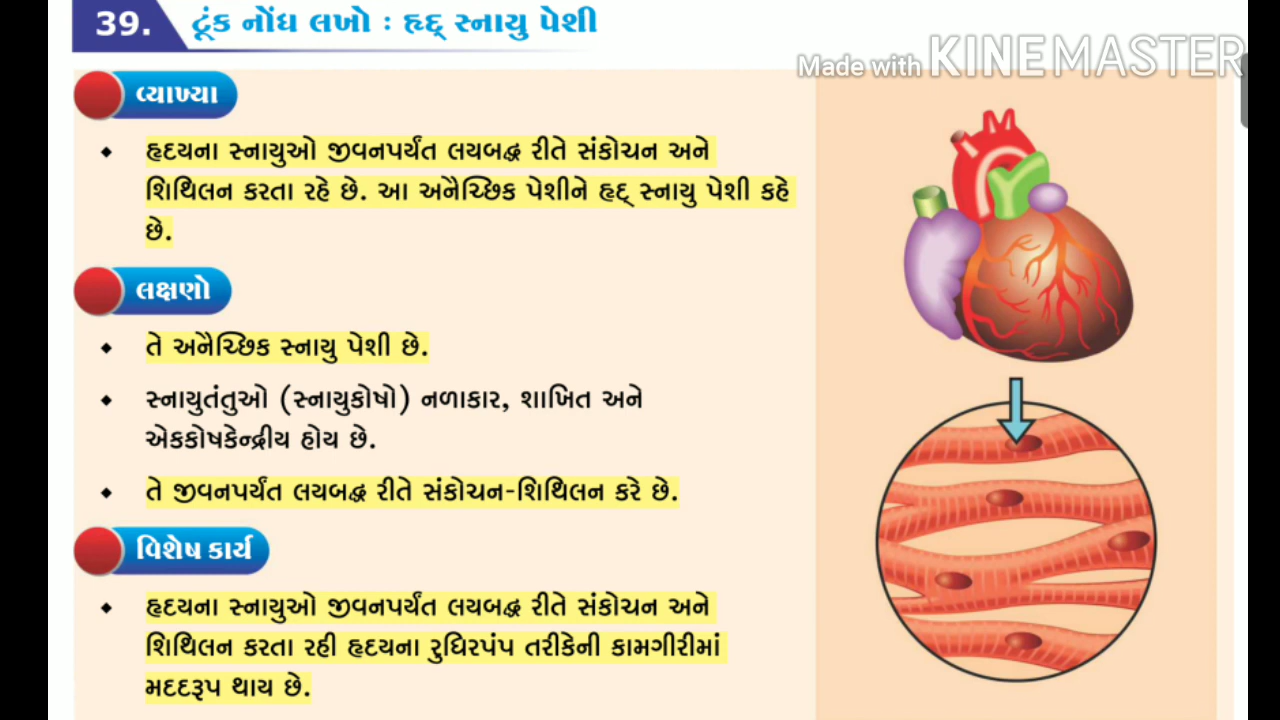 39. ટૂંક નોંધ લખો : હૃદ્ સ્નાયુ પેશી
Made with KINEMASTER
વ્યાખ્યા
◆ હૃદયના સ્નાયુઓ જીવનપર્યંત લયબદ્ધ રીતે સંકોચન અને
શિથિલન કરતા રહે છે. આ અનૈચ્છિક પેશીને હૃદ્ સ્નાયુ પેશી કહે
છે.
લક્ષણો
◆ તે અનૈચ્છિક સ્નાયુ પેશી છે.
◆ સ્નાયુતંતુઓ (સ્નાયુકોષો) નળાકાર, શાખિત અને
એકકોષકેન્દ્રીય હોય છે.
◆ તે જીવનપર્યંત લયબદ્ધ રીતે સંકોચન-શિથિલન કરે છે.
વિશેષ કાર્ય
◆ હૃદયના સ્નાયુઓ જીવનપર્યંત લયબદ્ધ રીતે સંકોચન અને
શિથિલન કરતા રહી હૃદયના રુધિરપંપ તરીકેની કામગીરીમાં
મદદરૂપ થાય છે.